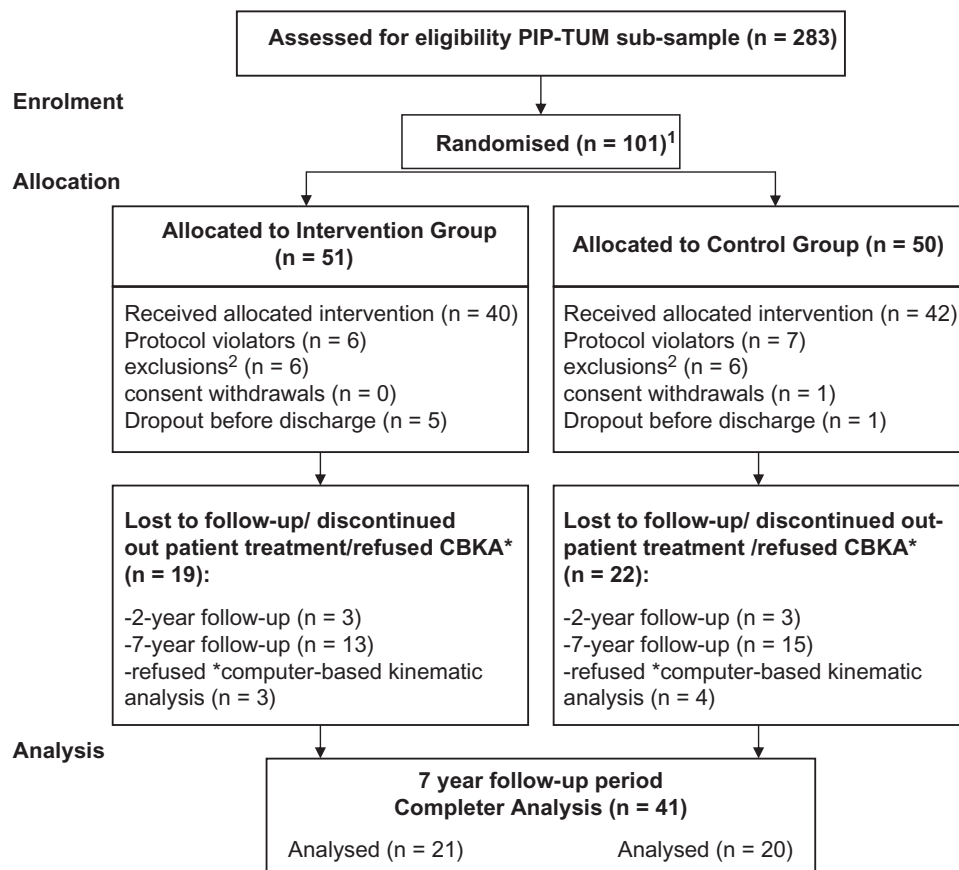 Assessed for eligibility PIP-TUM sub-sample (n = 283)
Enrolment
Randomised (n = 101)1
Allocation
Allocated to Intervention Group
(n = 51)
Received allocated intervention (n = 40)
Protocol violators (n = 6)
exclusions2 (n = 6)
consent withdrawals (n = 0)
Dropout before discharge (n = 5)
Allocated to Control Group (n = 50)
Received allocated intervention (n = 42)
Protocol violators (n = 7)
exclusions2 (n = 6)
consent withdrawals (n = 1)
Dropout before discharge (n = 1)
Lost to follow-up/ discontinued
out patient treatment/refused CBKA*
(n = 19):
-2-year follow-up (n = 3)
-7-year follow-up (n = 13)
-refused *computer-based kinematic
analysis (n = 3)
Lost to follow-up/ discontinued out-
patient treatment /refused CBKA*
(n = 22):
-2-year follow-up (n = 3)
-7-year follow-up (n = 15)
-refused *computer-based kinematic
analysis (n = 4)
Analysis
7 year follow-up period
Completer Analysis (n = 41)
Analysed (n = 21)
Analysed (n = 20)